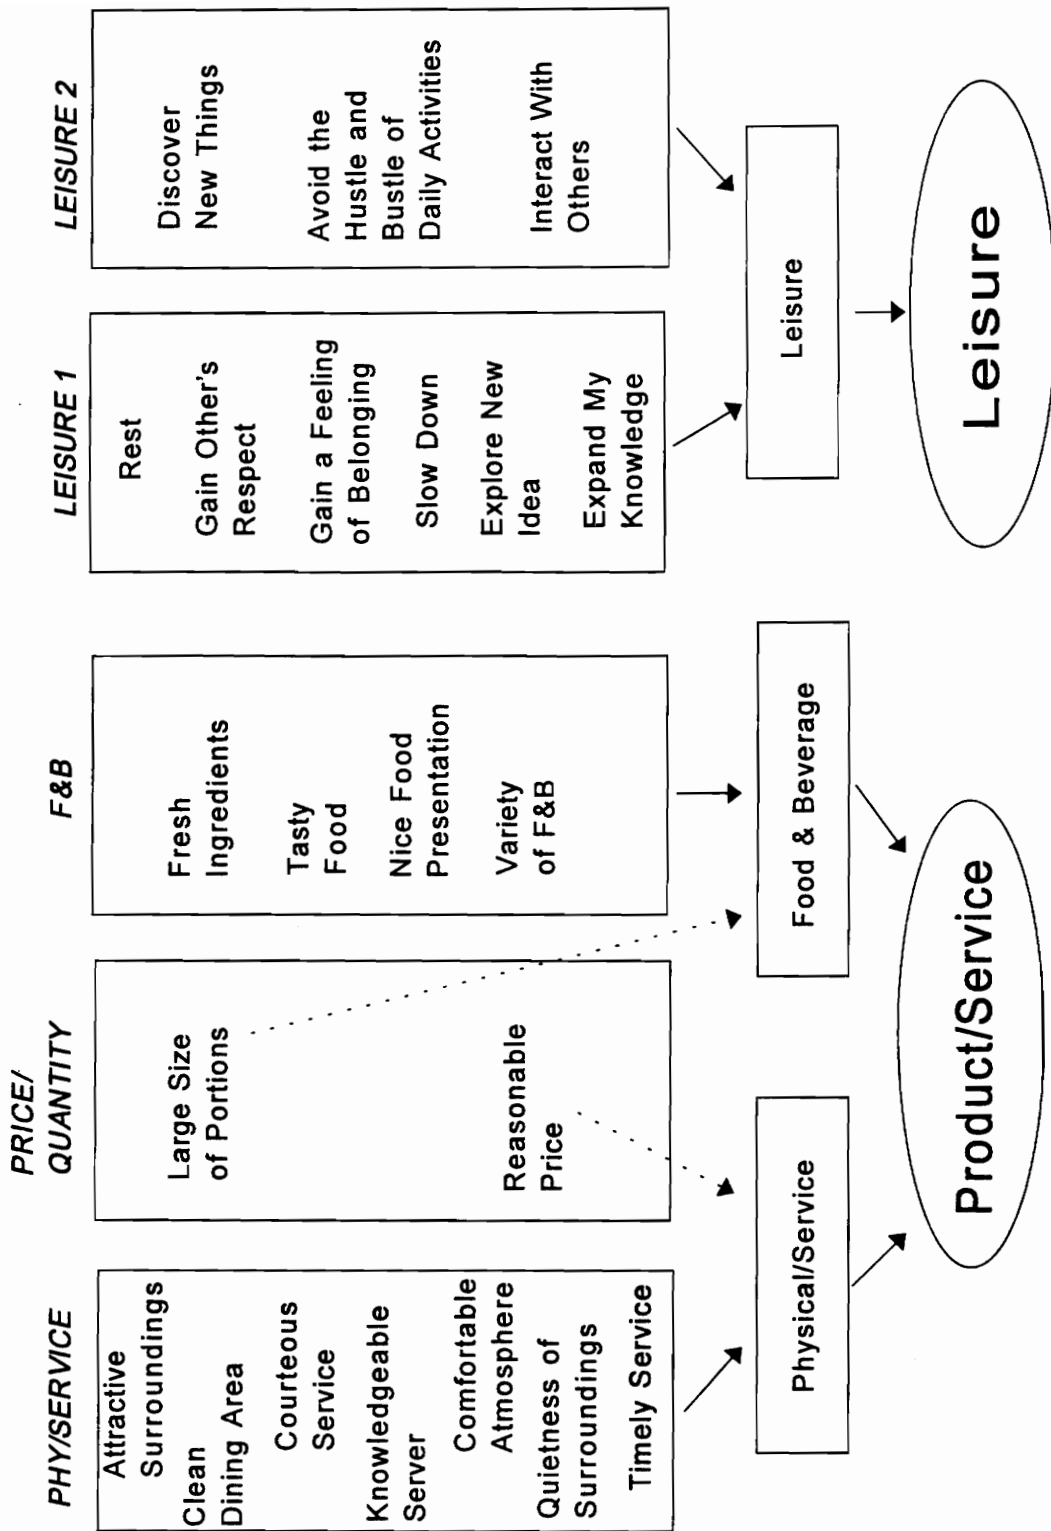 PHY/SERVICE
Attractive
Surroundings
Clean
Dining Area
Courteous
Service
Knowledgeable
Server
Comfortable
Atmosphere
Quietness of
Surroundings
Timely Service
PRICE/
QUANTITY
Large Size
of Portions
Reasonable
Price
F&B
Fresh
Ingredients
Tasty
Food
Nice Food
Presentation
Variety
of F&B
LEISURE 1
Rest
Gain Other's
Respect
Gain a Feeling
of Belonging
Slow Down
Explore New
Idea
Expand My
Knowledge
LEISURE 2
Discover
New Things
Avoid the
Hustle and
Bustle of
Daily Activities
Interact With
Others
Physical/Service
Food & Beverage
Leisure
Product/Service
Leisure